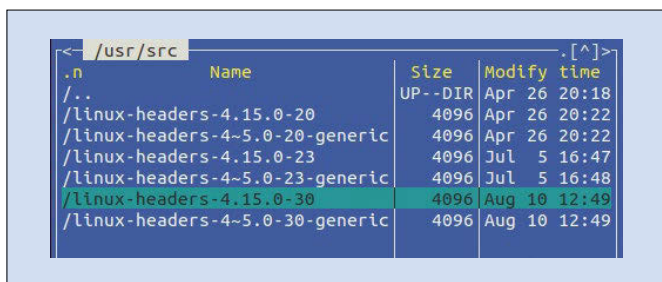 <- /usr/src .[^]>
.n Name Size Modify time
/.. UP--DIR Apr 26 20:18
/linux-headers-4.15.0-20 4096 Apr 26 20:22
/linux-headers-4~5.0-20-generic 4096 Apr 26 20:22
/linux-headers-4.15.0-23 4096 Jul 5 16:47
/linux-headers-4~5.0-23-generic 4096 Jul 5 16:48
/linux-headers-4.15.0-30 4096 Aug 10 12:49
/linux-headers-4~5.0-30-generic 4096 Aug 10 12:49